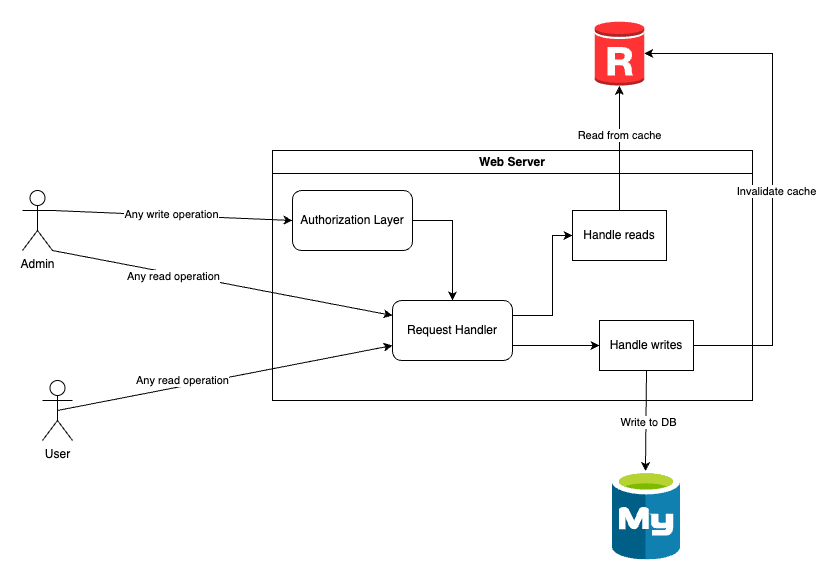 R
Read from cache
Web Server
Invalidate cache
Any write operation
Authorization Layer
Handle reads
Admin
Any read operation
Request Handler
Handle writes
Any read operation
Write to DB
User
My